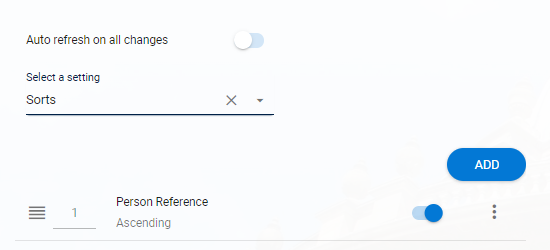 Auto refresh on all changes
Select a setting
Sorts
ADD
1
Person Reference
Ascending